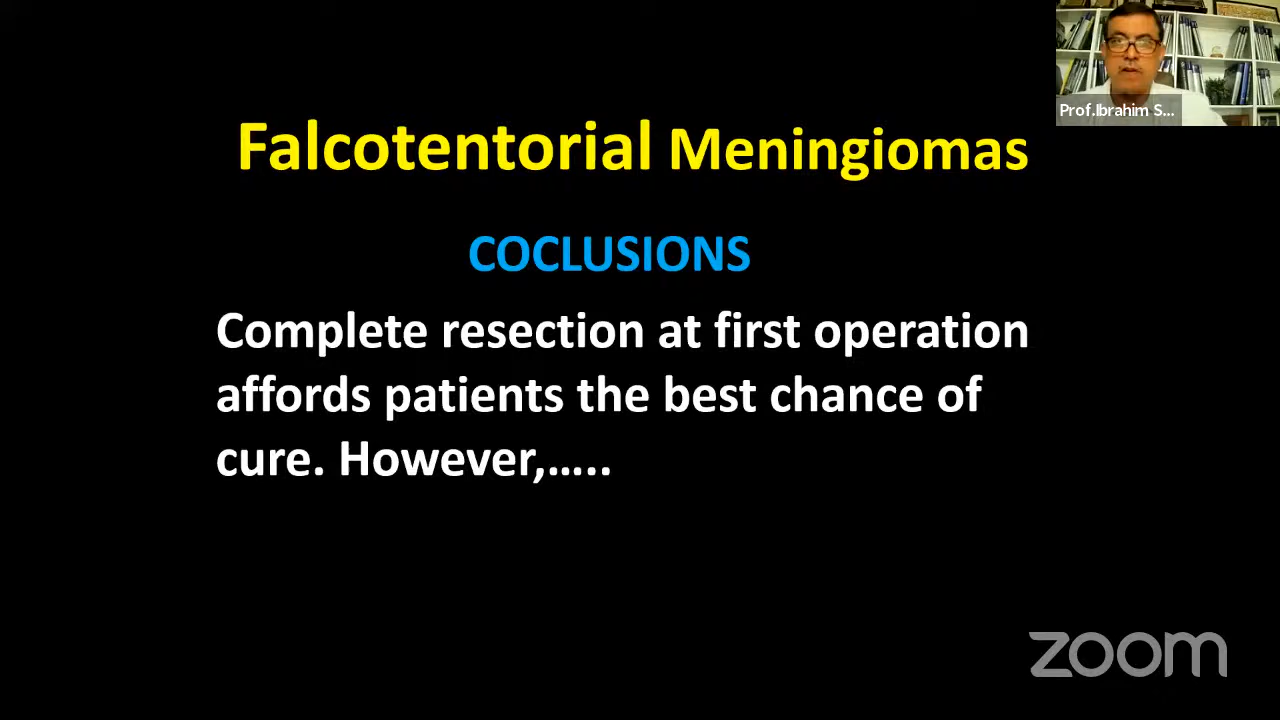 Prof.Ibrahim S...
Falcotentorial Meningiomas
COCLUSIONS
Complete resection at first operation
affords patients the best chance of
cure. However,…..
zoom